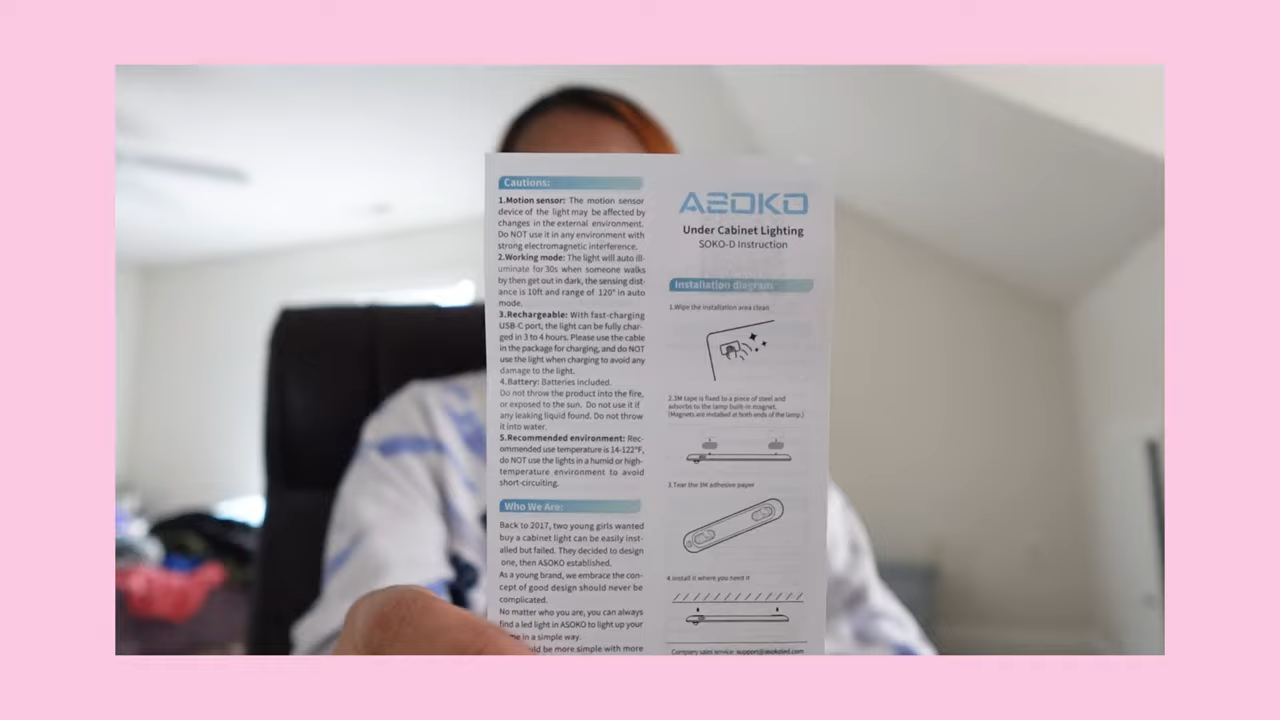 Cautions:
1.Motion sensor: The motion sensor
device of the light may be affected by
changes in the external environment.
Do NOT use it in any environment with
strong electromagnetic interference.
2.Working mode: The light will auto ill-
uminate for 30s when someone walks
by then get out in dark, the sensing dist-
ance is 10ft and range of 120° in auto
mode.
3.Rechargeable: With fast-charging
USB-C port, the light can be fully char-
ged in 3 to 4 hours. Please use the cable
in the package for charging, and do NOT
use the light when charging to avoid any
damage to the light.
4.Battery: Batteries included.
Do not throw the product into the fire,
or exposed to the sun. Do not use it if
any leaking liquid found. Do not throw
it into water.
5.Recommended environment: Rec-
ommended use temperature is 14-122°F,
do NOT use the lights in a humid or high-
temperature environment to avoid
short-circuiting.
Who We Are:
Back to 2017, two young girls wanted
buy a cabinet light can be easily inst-
alled but failed. They decided to design
one, then ASOKO established.
As a young brand, we embrace the con-
cept of good design should never be
complicated.
No matter who you are, you can always
find a led light in ASOKO to light up your
in a simple way.
be more simple with more
ASOKO
Under Cabinet Lighting
SOKO-D Instruction
Installation diagram
1.Wipe the installation area clean
2.3M tape is fixed to a piece of steel and
adsorbs to the lamp built-in magnet.
(Magnets are installed at both ends of the lamp.)
3.Tear the 3M adhesive paper
4.Install it where you need it
Company sales service: support@asokoled.com